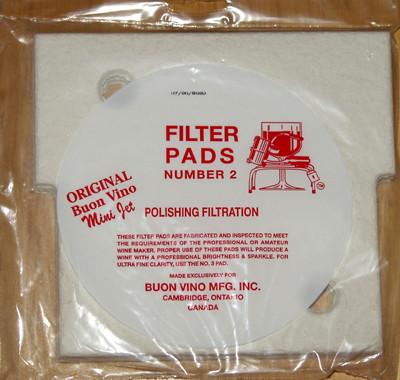 FILTER
PADS
NUMBER 2
TM
ORIGINAL
Buon Vino
Mini Jet
POLISHING FILTRATION
THESE FILTER PADS ARE FABRICATED AND INSPECTED TO MEET
THE REQUIREMENTS OF THE PROFESSIONAL OR AMATEUR
WINE MAKER. PROPER USE OF THESE PADS WILL PRODUCE A
WINE WITH A PROFESSIONAL BRIGHTNESS & SPARKLE. FOR
ULTRA FINE CLARITY, USE THE NO. 3 PAD.
MADE EXCLUSIVELY FOR
BUON VINO MFG. INC.
CAMBRIDGE, ONTARIO
CANADA